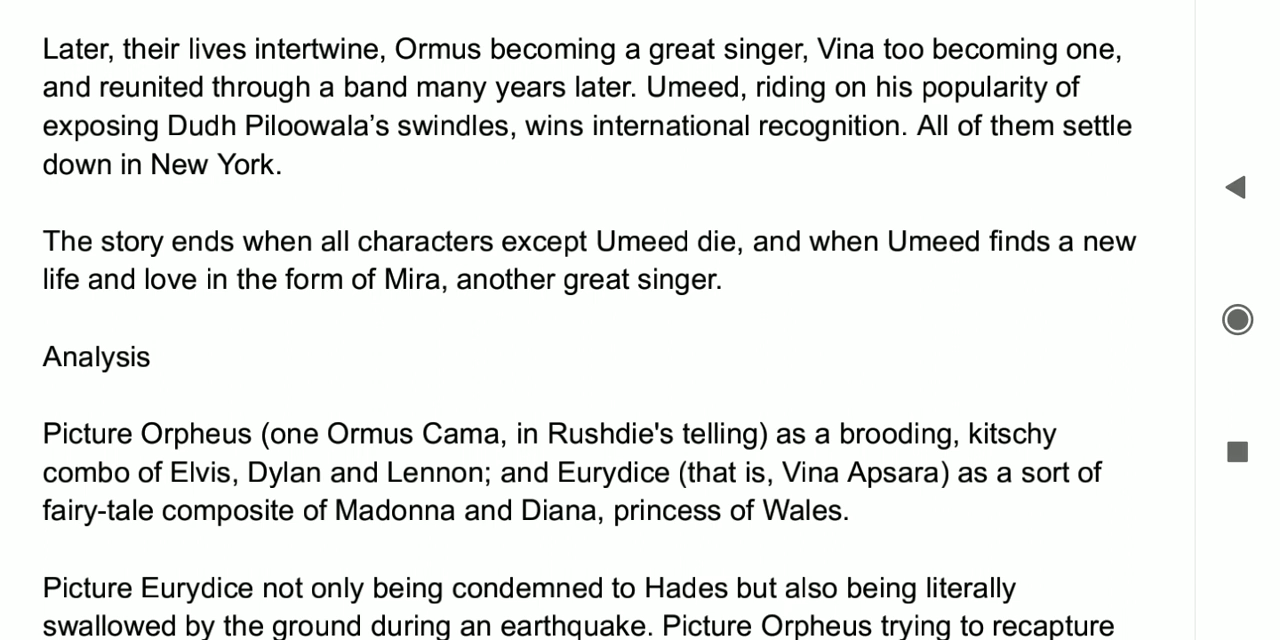 Later, their lives intertwine, Ormus becoming a great singer, Vina too becoming one,
and reunited through a band many years later. Umeed, riding on his popularity of
exposing Dudh Piloowala’s swindles, wins international recognition. All of them settle
down in New York.
The story ends when all characters except Umeed die, and when Umeed finds a new
life and love in the form of Mira, another great singer.
Analysis
Picture Orpheus (one Ormus Cama, in Rushdie's telling) as a brooding, kitschy
combo of Elvis, Dylan and Lennon; and Eurydice (that is, Vina Apsara) as a sort of
fairy-tale composite of Madonna and Diana, princess of Wales.
Picture Eurydice not only being condemned to Hades but also being literally
swallowed by the ground during an earthquake. Picture Orpheus trying to recapture